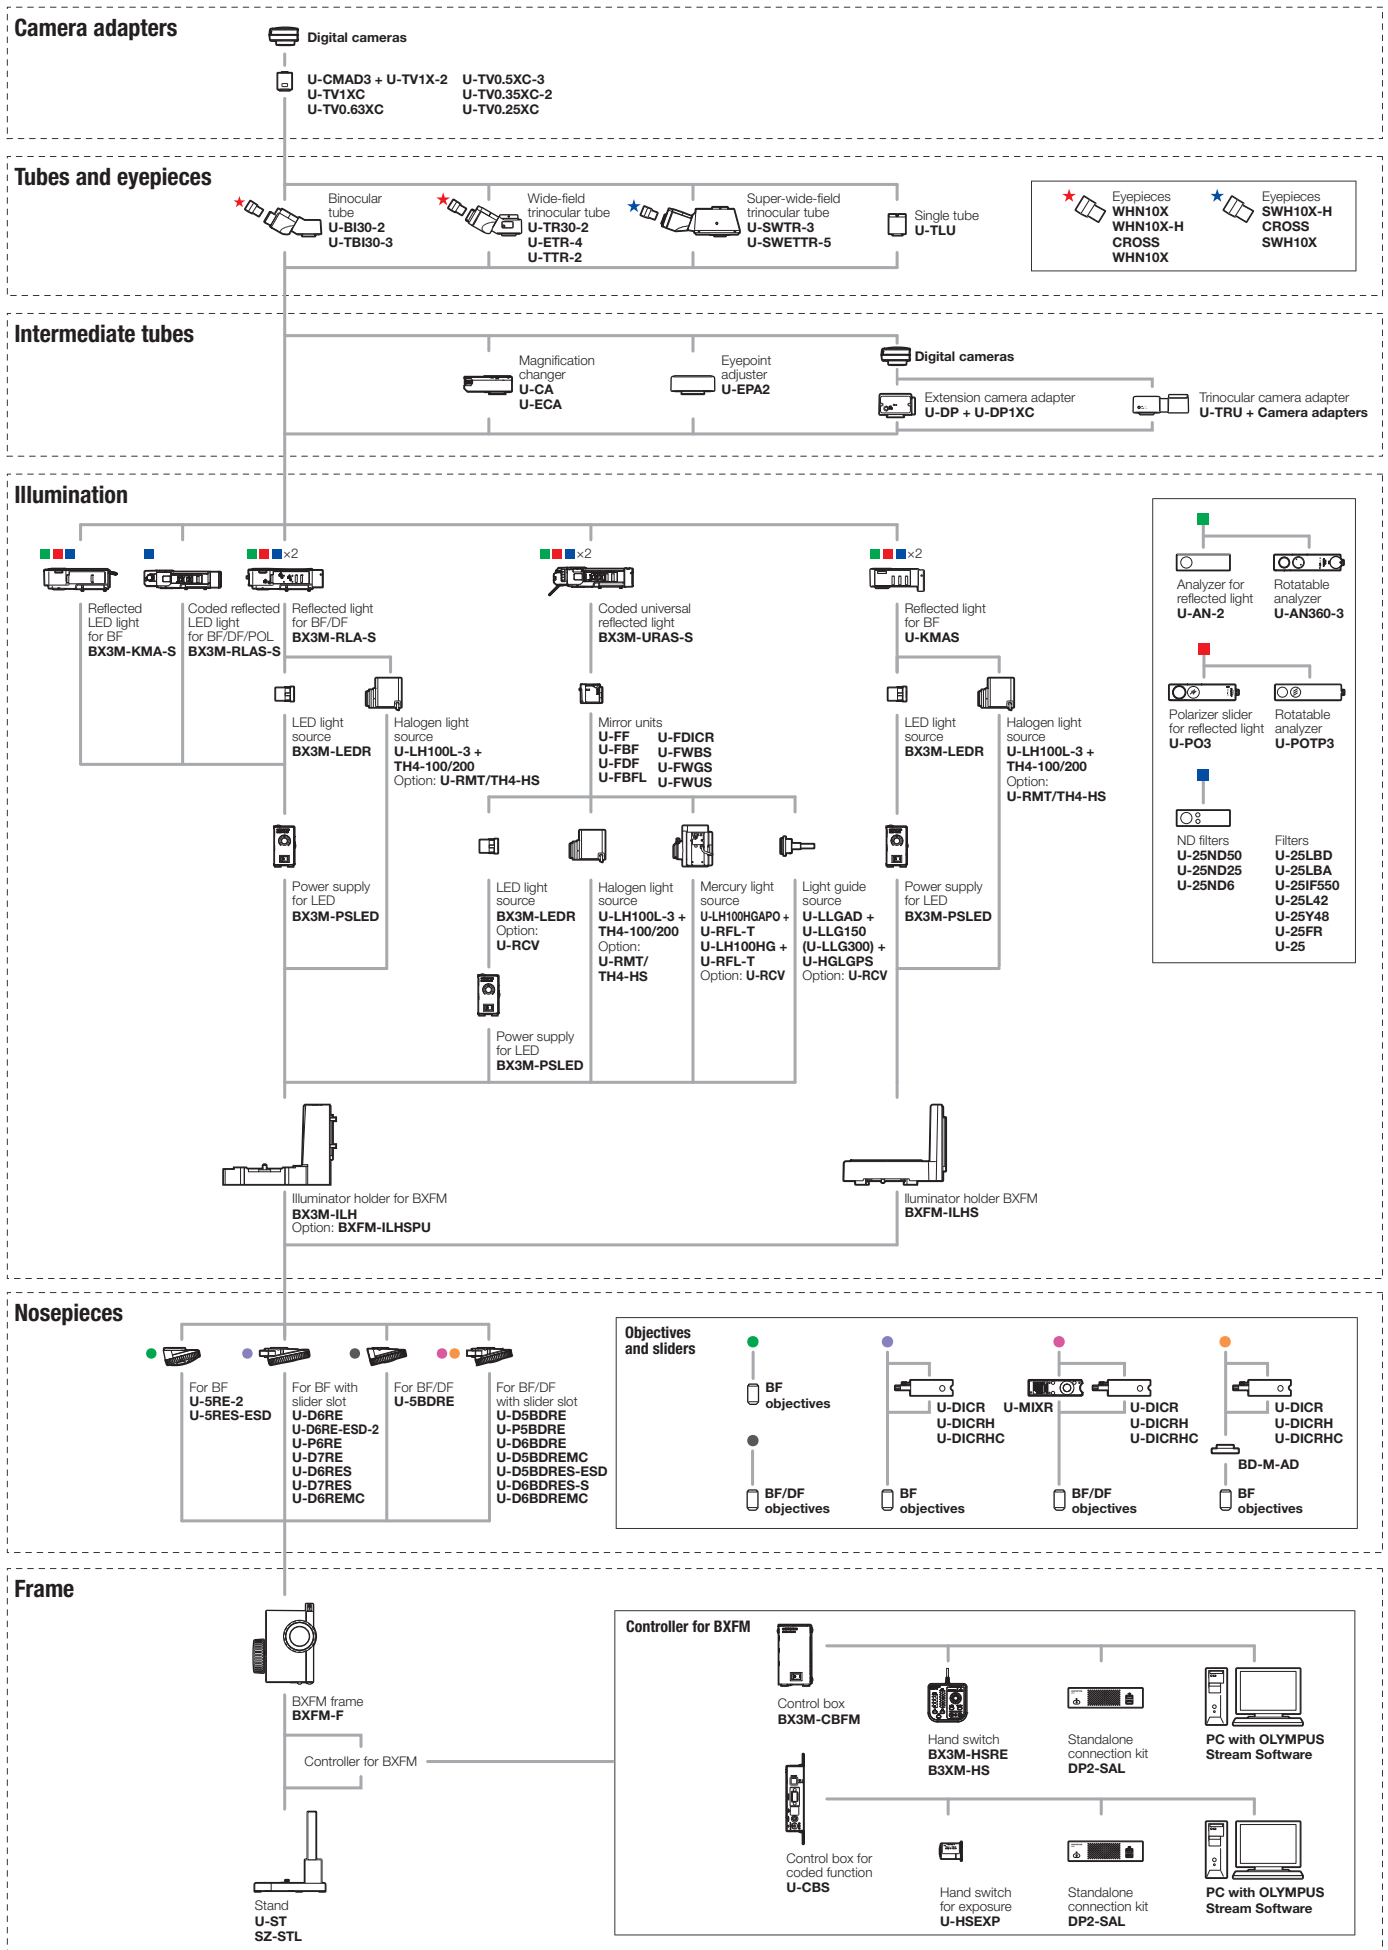 Camera adapters
Digital cameras
U-CMAD3 + U-TV1X-2
U-TV1XC
U-TV0.63XC
U-TV0.5XC-3
U-TV0.35XC-2
U-TV0.25XC
Tubes and eyepieces
Binocular
tube
U-BI30-2
U-TBI30-3
Wide-field
trinocular tube
U-TR30-2
U-ETR-4
U-TTR-2
Super-wide-field
trinocular tube
U-SWTR-3
U-SWETTR-5
Single tube
U-TLU
Eyepieces
WHN10X
WHN10X-H
CROSS
WHN10X
Eyepieces
SWH10X-H
CROSS
SWH10X
Intermediate tubes
Magnification
changer
U-CA
U-ECA
Eyepoint
adjuster
U-EPA2
Digital cameras
Extension camera adapter
U-DP + U-DP1XC
Trinocular camera adapter
U-TRU + Camera adapters
Illumination
×2
×2
×2
Reflected
LED light
for BF
BX3M-KMA-S
Coded reflected
LED light
for BF/DF/POL
BX3M-RLAS-S
Reflected light
for BF/DF
BX3M-RLA-S
Coded universal
reflected light
BX3M-URAS-S
Reflected light
for BF
U-KMAS
LED light
source
BX3M-LEDR
Halogen light
source
U-LH100L-3 +
TH4-100/200
Option: U-RMT/TH4-HS
Mirror units
U-FF
U-FBF
U-FDF
U-FBFL
U-FDICR
U-FWBS
U-FWGS
U-FWUS
LED light
source
BX3M-LEDR
Halogen light
source
U-LH100L-3 +
TH4-100/200
Option:
U-RMT/TH4-HS
Power supply
for LED
BX3M-PSLED
LED light
source
BX3M-LEDR
Option:
U-RCV
Halogen light
source
U-LH100L-3 +
TH4-100/200
Option:
U-RMT/
TH4-HS
Mercury light
source
U-LH100HGAPO +
U-RFL-T
U-LH100HG +
U-RFL-T
Option: U-RCV
Light guide
source
U-LLGAD +
U-LLG150
(U-LLG300) +
U-HGLGPS
Option: U-RCV
Power supply
for LED
BX3M-PSLED
Power supply
for LED
BX3M-PSLED
Illuminator holder for BXFM
BX3M-ILH
Option: BXFM-ILHSPU
Iluminator holder BXFM
BXFM-ILHS
Analyzer for
reflected light
U-AN-2
Rotatable
analyzer
U-AN360-3
Polarizer slider
for reflected light
U-PO3
Rotatable
analyzer
U-POTP3
ND filters
U-25ND50
U-25ND25
U-25ND6
Filters
U-25LBD
U-25LBA
U-25IF550
U-25L42
U-25Y48
U-25FR
U-25
Nosepieces
For BF
U-5RE-2
U-5RES-ESD
For BF with
slider slot
U-D6RE
U-D6RE-ESD-2
U-P6RE
U-D7RE
U-D6RES
U-D7RES
U-D6REMC
For BF/DF
U-5BDRE
For BF/DF
with slider slot
U-D5BDRE
U-P5BDRE
U-D6BDRE
U-D5BDREMC
U-D5BDRES-ESD
U-D6BDRES-S
U-D6BDREMC
Objectives
and sliders
BF
objectives
BF/DF
objectives
U-DICR
U-DICRH
U-DICRHC
BF
objectives
U-MIXR
U-DICR
U-DICRH
U-DICRHC
BF/DF
objectives
U-DICR
U-DICRH
U-DICRHC
BD-M-AD
BF
objectives
Frame
BXFM frame
BXFM-F
Controller for BXFM
Stand
U-ST
SZ-STL
Controller for BXFM
Control box
BX3M-CBFM
Hand switch
BX3M-HSRE
B3XM-HS
Standalone
connection kit
DP2-SAL
PC with OLYMPUS
Stream Software
Control box for
coded function
U-CBS
Hand switch
for exposure
U-HSEXP
Standalone
connection kit
DP2-SAL
PC with OLYMPUS
Stream Software